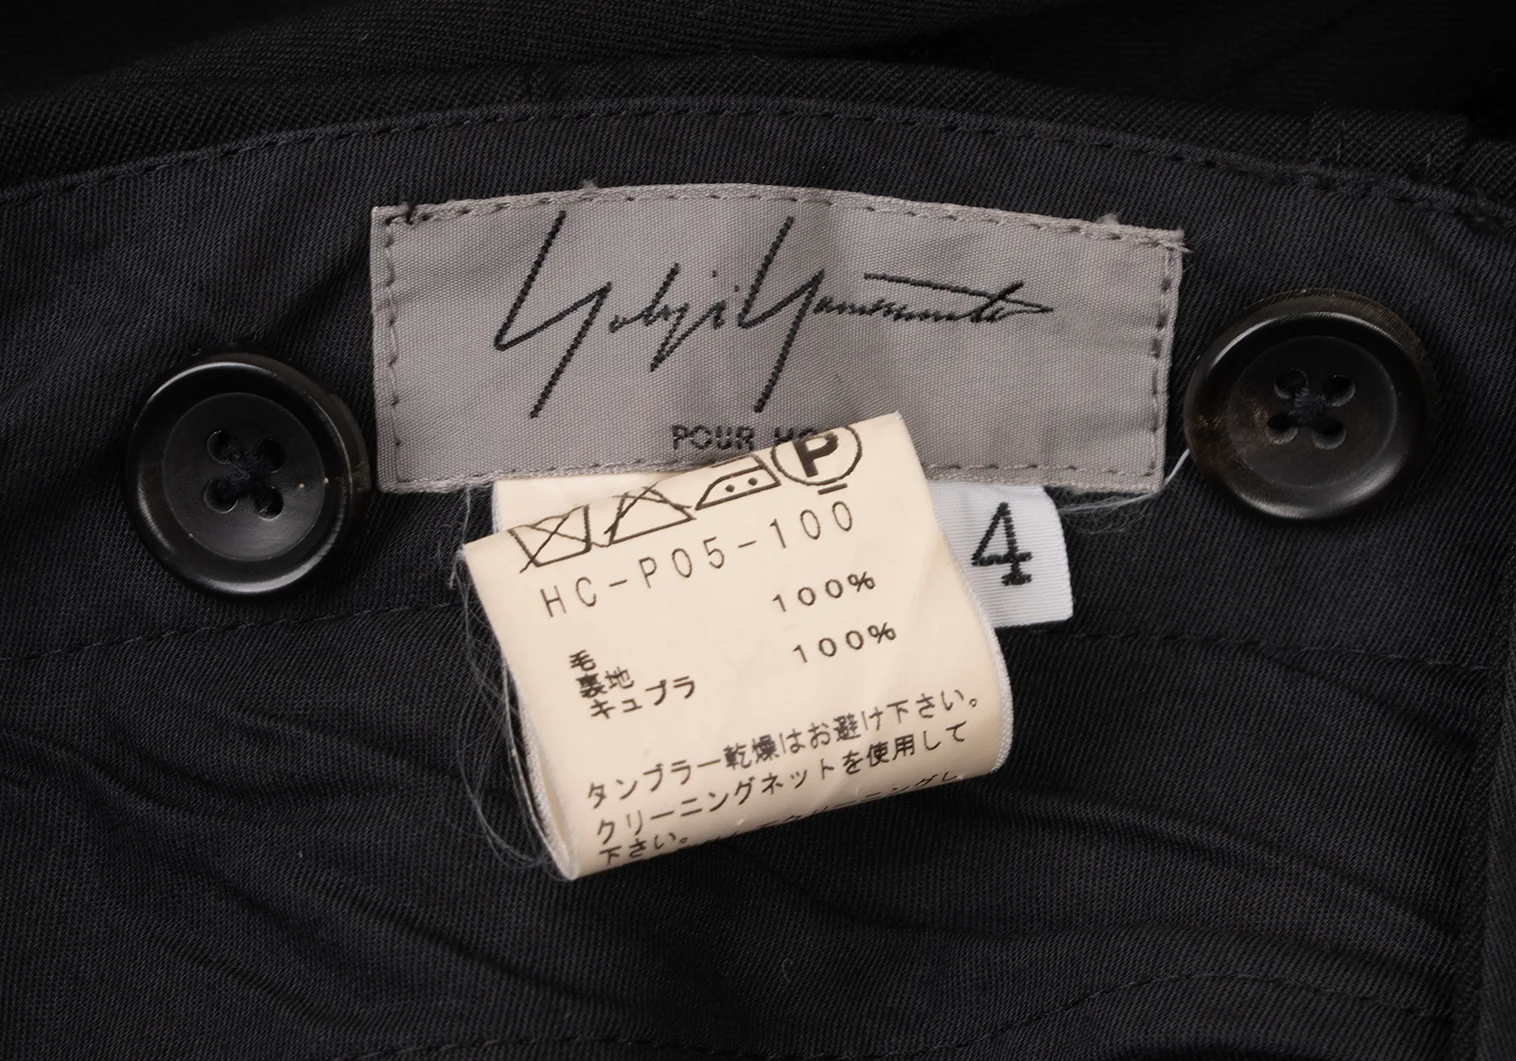 Yohji Yamamoto
POUR HO
P
HC-P05-100
4
100%
毛 100%
裏地
キュプラ
タンブラー乾燥はお避け下さい。
クリーニングネットを使用して
下さい。